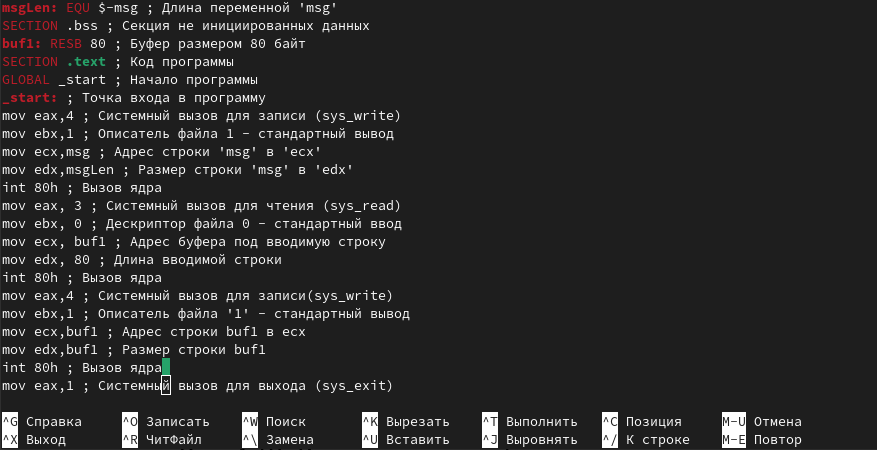 msgLen: EQU $-msg ; Длина переменной 'msg'
SECTION .bss ; Секция не инициированных данных
buf1: RESB 80 ; Буфер размером 80 байт
SECTION .text ; Код программы
GLOBAL _start ; Начало программы
_start: ; Точка входа в программу
mov eax,4 ; Системный вызов для записи (sys_write)
mov ebx,1 ; Описатель файла 1 - стандартный вывод
mov ecx,msg ; Адрес строки 'msg' в 'ecx'
mov edx,msgLen ; Размер строки 'msg' в 'edx'
int 80h ; Вызов ядра
mov eax, 3 ; Системный вызов для чтения (sys_read)
mov ebx, 0 ; Дескриптор файла 0 - стандартный ввод
mov ecx, buf1 ; Адрес буфера под вводимую строку
mov edx, 80 ; Длина вводимой строки
int 80h ; Вызов ядра
mov eax,4 ; Системный вызов для записи(sys_write)
mov ebx,1 ; Описатель файла '1' - стандартный вывод
mov ecx,buf1 ; Адрес строки buf1 в ecx
mov edx,buf1 ; Размер строки buf1
int 80h ; Вызов ядра
mov eax,1 ; Системный вызов для выхода (sys_exit)
^G Справка ^O Записать ^W Поиск ^K Вырезать ^T Выполнить ^C Позиция M-U Отмена
^X Выход ^R ЧитФайл ^\ Замена ^U Вставить ^J Выровнять ^/ К строке M-E Повтор